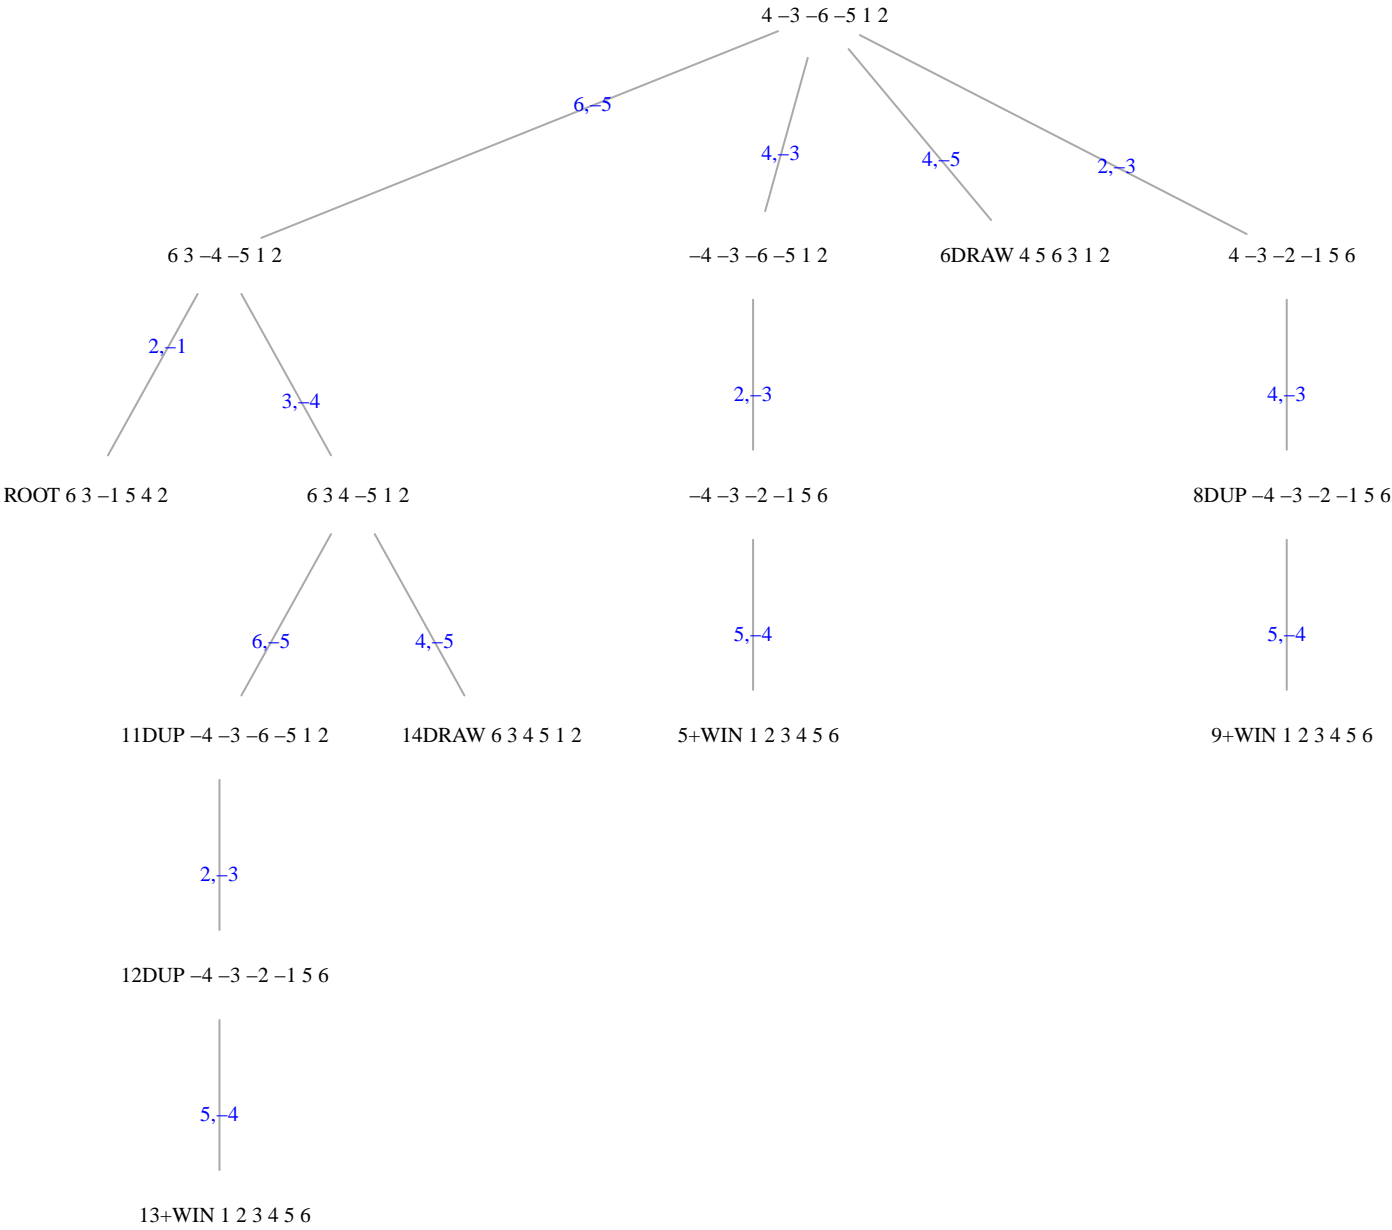 4 –3 –6 –5 1 2
6,–5
4,–3
4,–5
2,–3
6 3 –4 –5 1 2
–4 –3 –6 –5 1 2
6DRAW 4 5 6 3 1 2
4 –3 –2 –1 5 6
2,–1
3,–4
2,–3
4,–3
ROOT 6 3 –1 5 4 2
6 3 4 –5 1 2
–4 –3 –2 –1 5 6
8DUP –4 –3 –2 –1 5 6
6,–5
4,–5
5,–4
5,–4
11DUP –4 –3 –6 –5 1 2
14DRAW 6 3 4 5 1 2
5+WIN 1 2 3 4 5 6
9+WIN 1 2 3 4 5 6
2,–3
12DUP –4 –3 –2 –1 5 6
5,–4
13+WIN 1 2 3 4 5 6